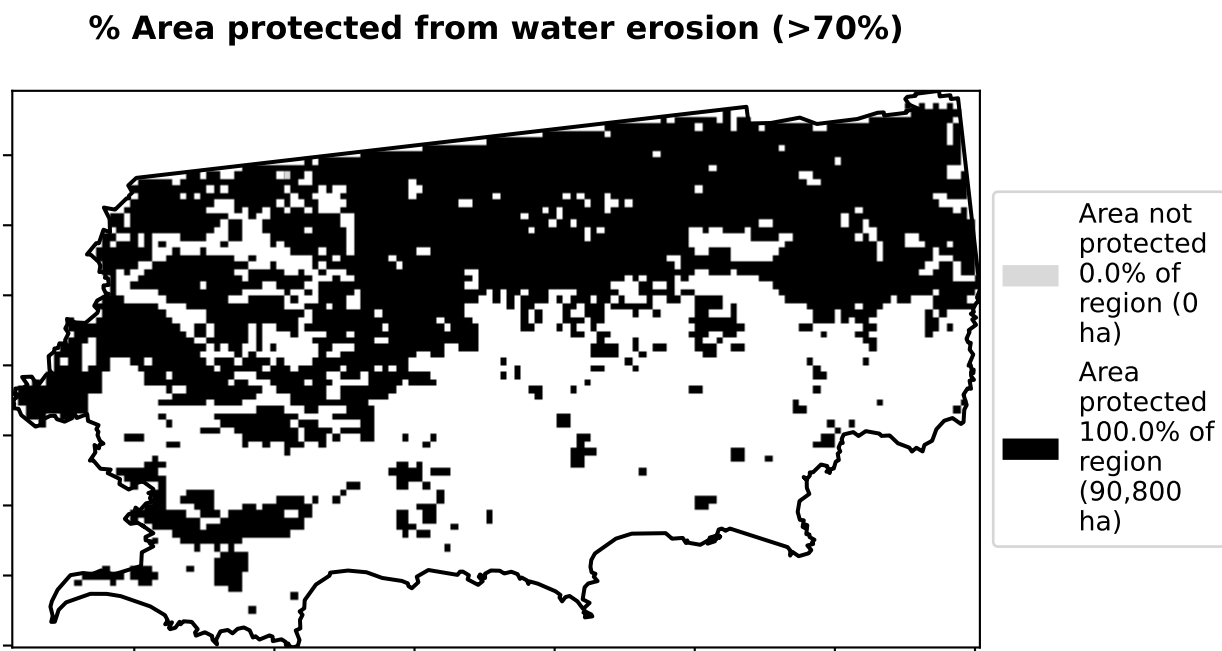 % Area protected from water erosion (>70%)
Area not
protected
0.0% of
region (0
ha)
Area
protected
100.0% of
region
(90,800
ha)